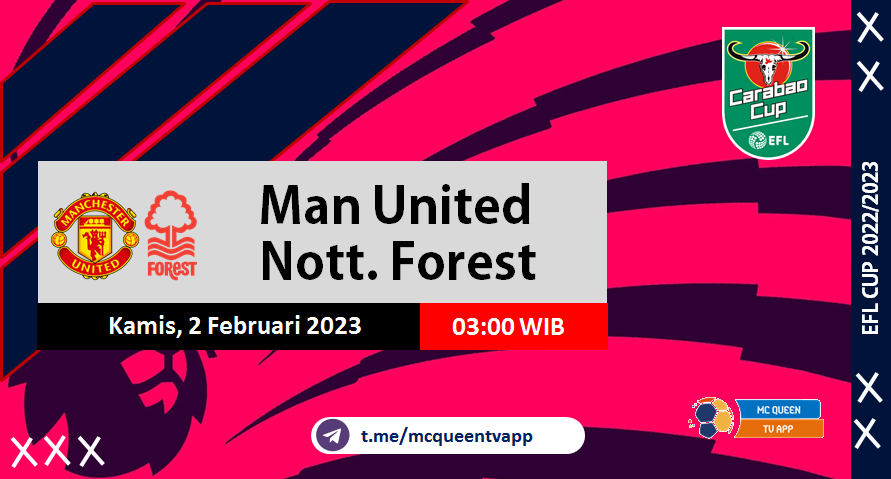 Carabao
Cup
EFL
MANCHESTER
UNITED
FOREST
Man United
Nott. Forest
Kamis, 2 Februari 2023
03:00 WIB
EFL CUP 2022/2023
t.me/mcqueentvapp
MC QUEEN
TV APP